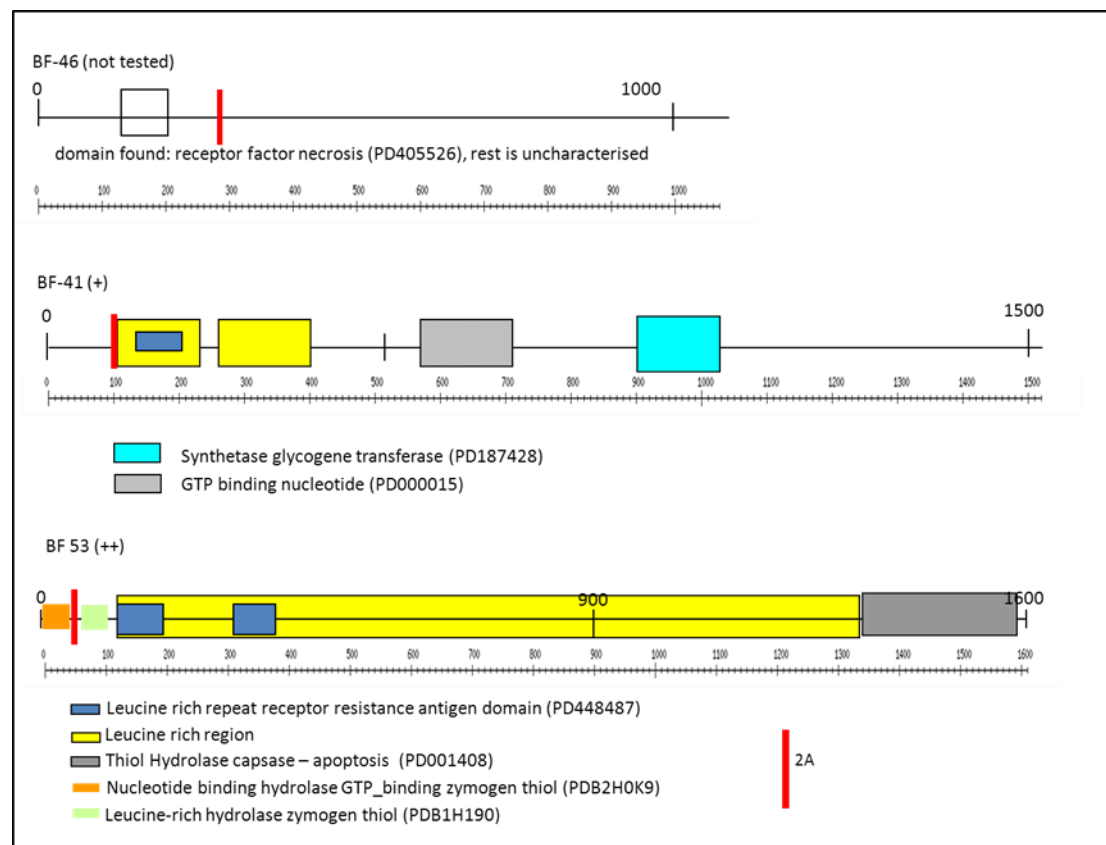 BF-46 (not tested)
0 1000
domain found: receptor factor necrosis (PD405526), rest is uncharacterised
0 100 200 300 400 500 600 700 800 900 1000
BF-41 (+)
0 1500
0 100 200 300 400 500 600 700 800 900 1000 1100 1200 1300 1400 1500
Synthetase glycogene transferase (PD187428)
GTP binding nucleotide (PD000015)
BF 53 (++)
0 900 1600
0 100 200 300 400 500 600 700 800 900 1000 1100 1200 1300 1400 1500 1600
Leucine rich repeat receptor resistance antigen domain (PD448487)
Leucine rich region
Thiol Hydrolase capsase – apoptosis (PD001408)
2A
Nucleotide binding hydrolase GTP_binding zymogen thiol (PDB2H0K9)
Leucine-rich hydrolase zymogen thiol (PDB1H190)